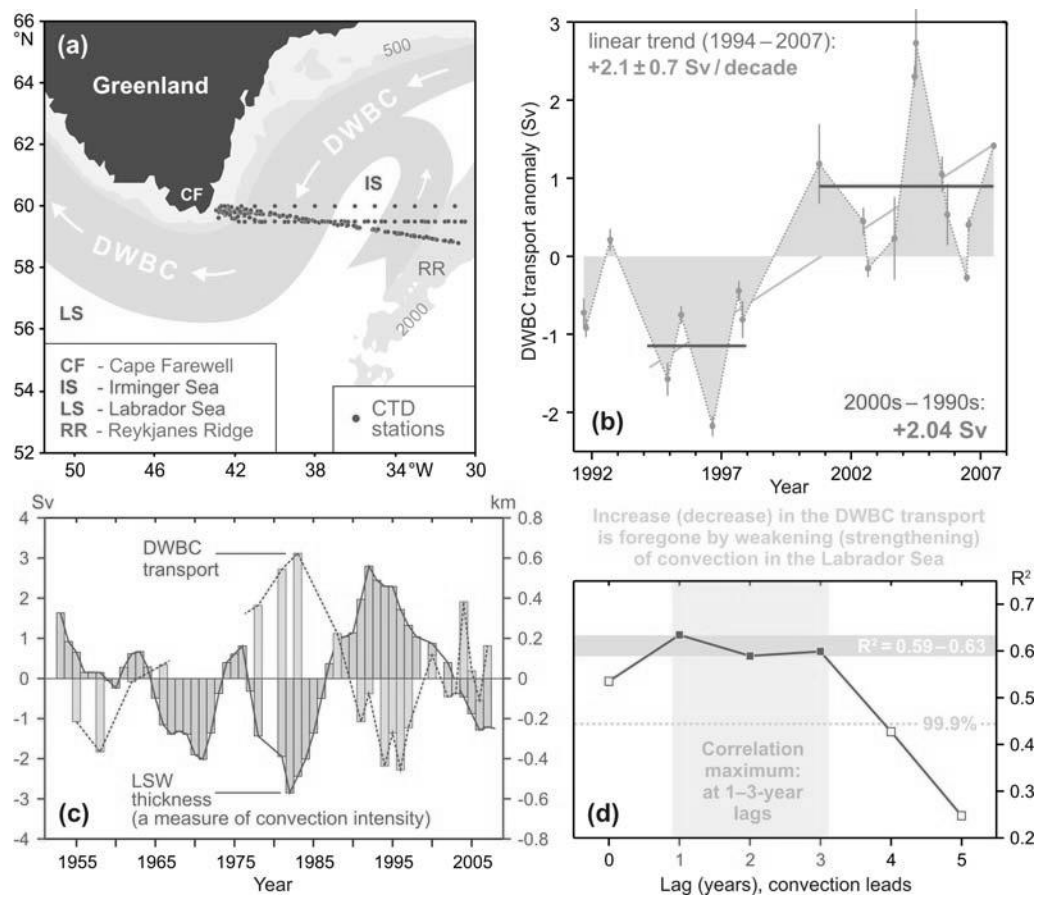 66
°N
64
62
60
58
56
54
52
(a)
Greenland
500
DWBC
IS
CF
DWBC
RR
2000
LS
CF - Cape Farewell
IS - Irminger Sea
LS - Labrador Sea
RR - Reykjanes Ridge
CTD
stations
50
46
42
38
34 °W
30
3
2
1
0
-1
-2
DWBC transport anomaly (Sv)
linear trend (1994–2007):
+2.1 ± 0.7 Sv / decade
(b)
2000s – 1990s:
+2.04 Sv
1992
1997
2002
2007
Year
Sv
km
4
3
2
1
0
-1
-2
-3
-4
0.8
0.6
0.4
0.2
0
-0.2
-0.4
-0.6
-0.8
DWBC
transport
LSW
thickness
(a measure of convection intensity)
(c)
1955
1965
1975
1985
1995
2005
Year
Increase (decrease) in the DWBC transport
is foregone by weakening (strengthening)
of convection in the Labrador Sea
R²
0.7
0.6
0.5
0.4
0.3
0.2
R² = 0.59 – 0.63
99.9%
Correlation
maximum:
at 1–3-year
lags
(d)
0
1
2
3
4
5
Lag (years), convection leads